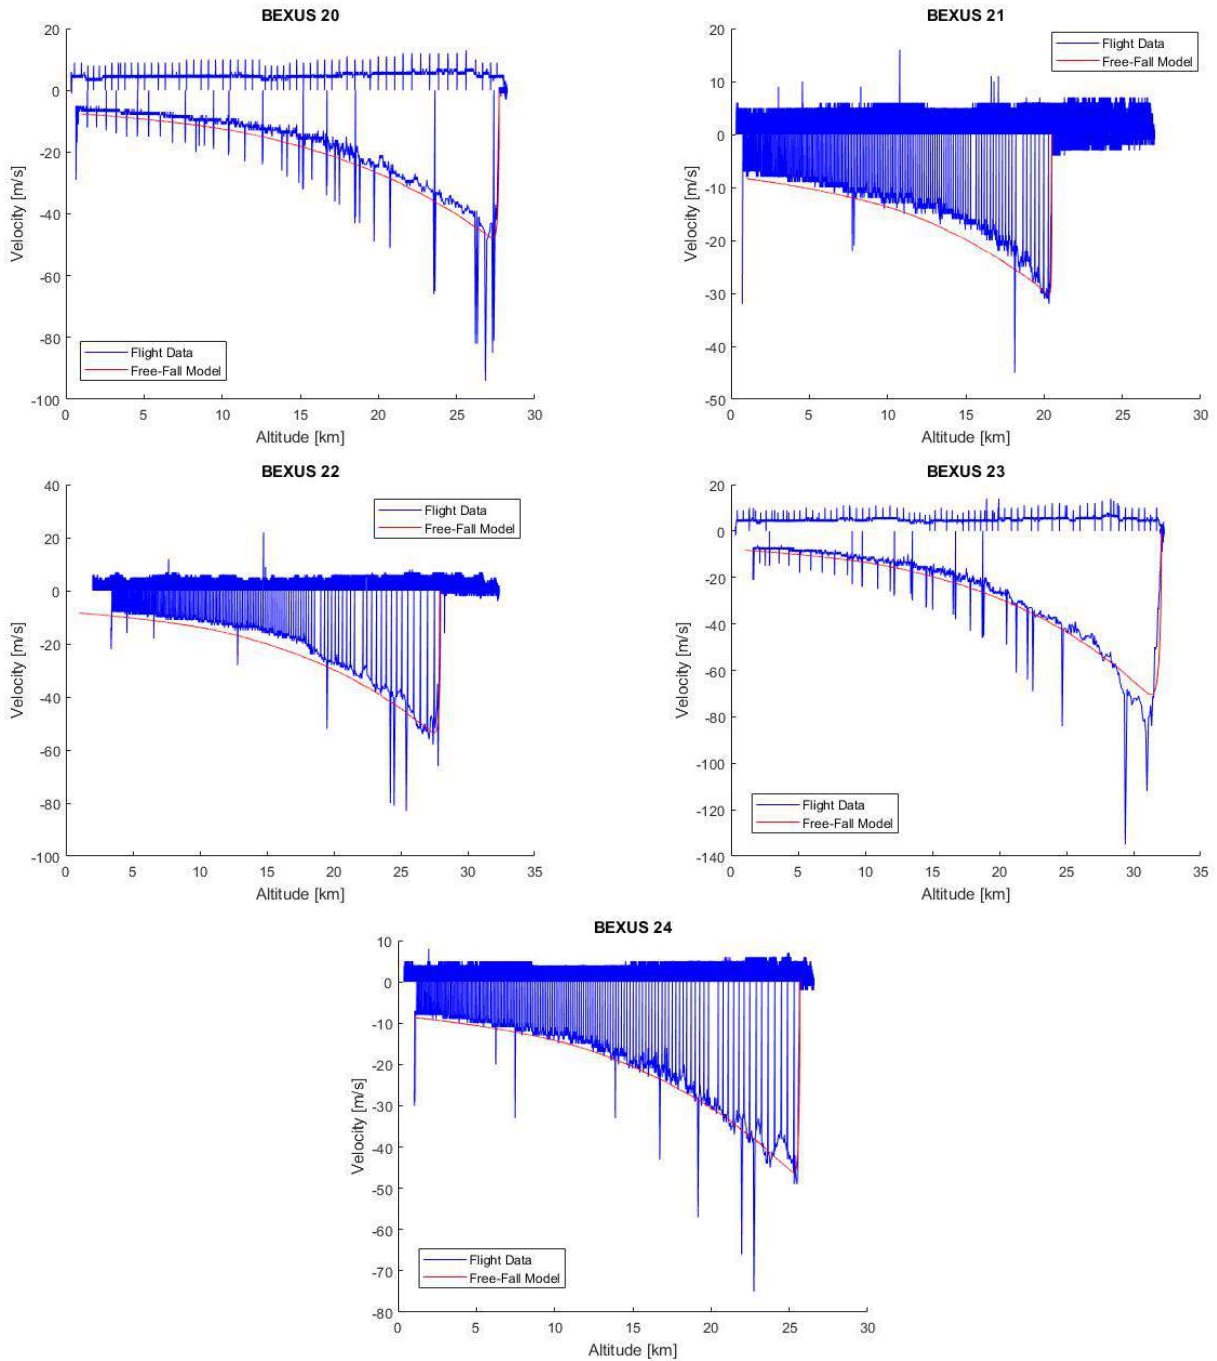 BEXUS 20
20
0
-20
-40
-60
-80
-100
Velocity [m/s]
Flight Data
Free-Fall Model
0 5 10 15 20 25 30
Altitude [km]
BEXUS 21
20
10
0
-10
-20
-30
-40
-50
Velocity [m/s]
Flight Data
Free-Fall Model
0 5 10 15 20 25 30
Altitude [km]
BEXUS 22
40
20
0
-20
-40
-60
-80
-100
Velocity [m/s]
Flight Data
Free-Fall Model
0 5 10 15 20 25 30 35
Altitude [km]
BEXUS 23
20
0
-20
-40
-60
-80
-100
-120
-140
Velocity [m/s]
Flight Data
Free-Fall Model
0 5 10 15 20 25 30 35
Altitude [km]
BEXUS 24
10
0
-10
-20
-30
-40
-50
-60
-70
-80
Velocity [m/s]
Flight Data
Free-Fall Model
0 5 10 15 20 25 30
Altitude [km]